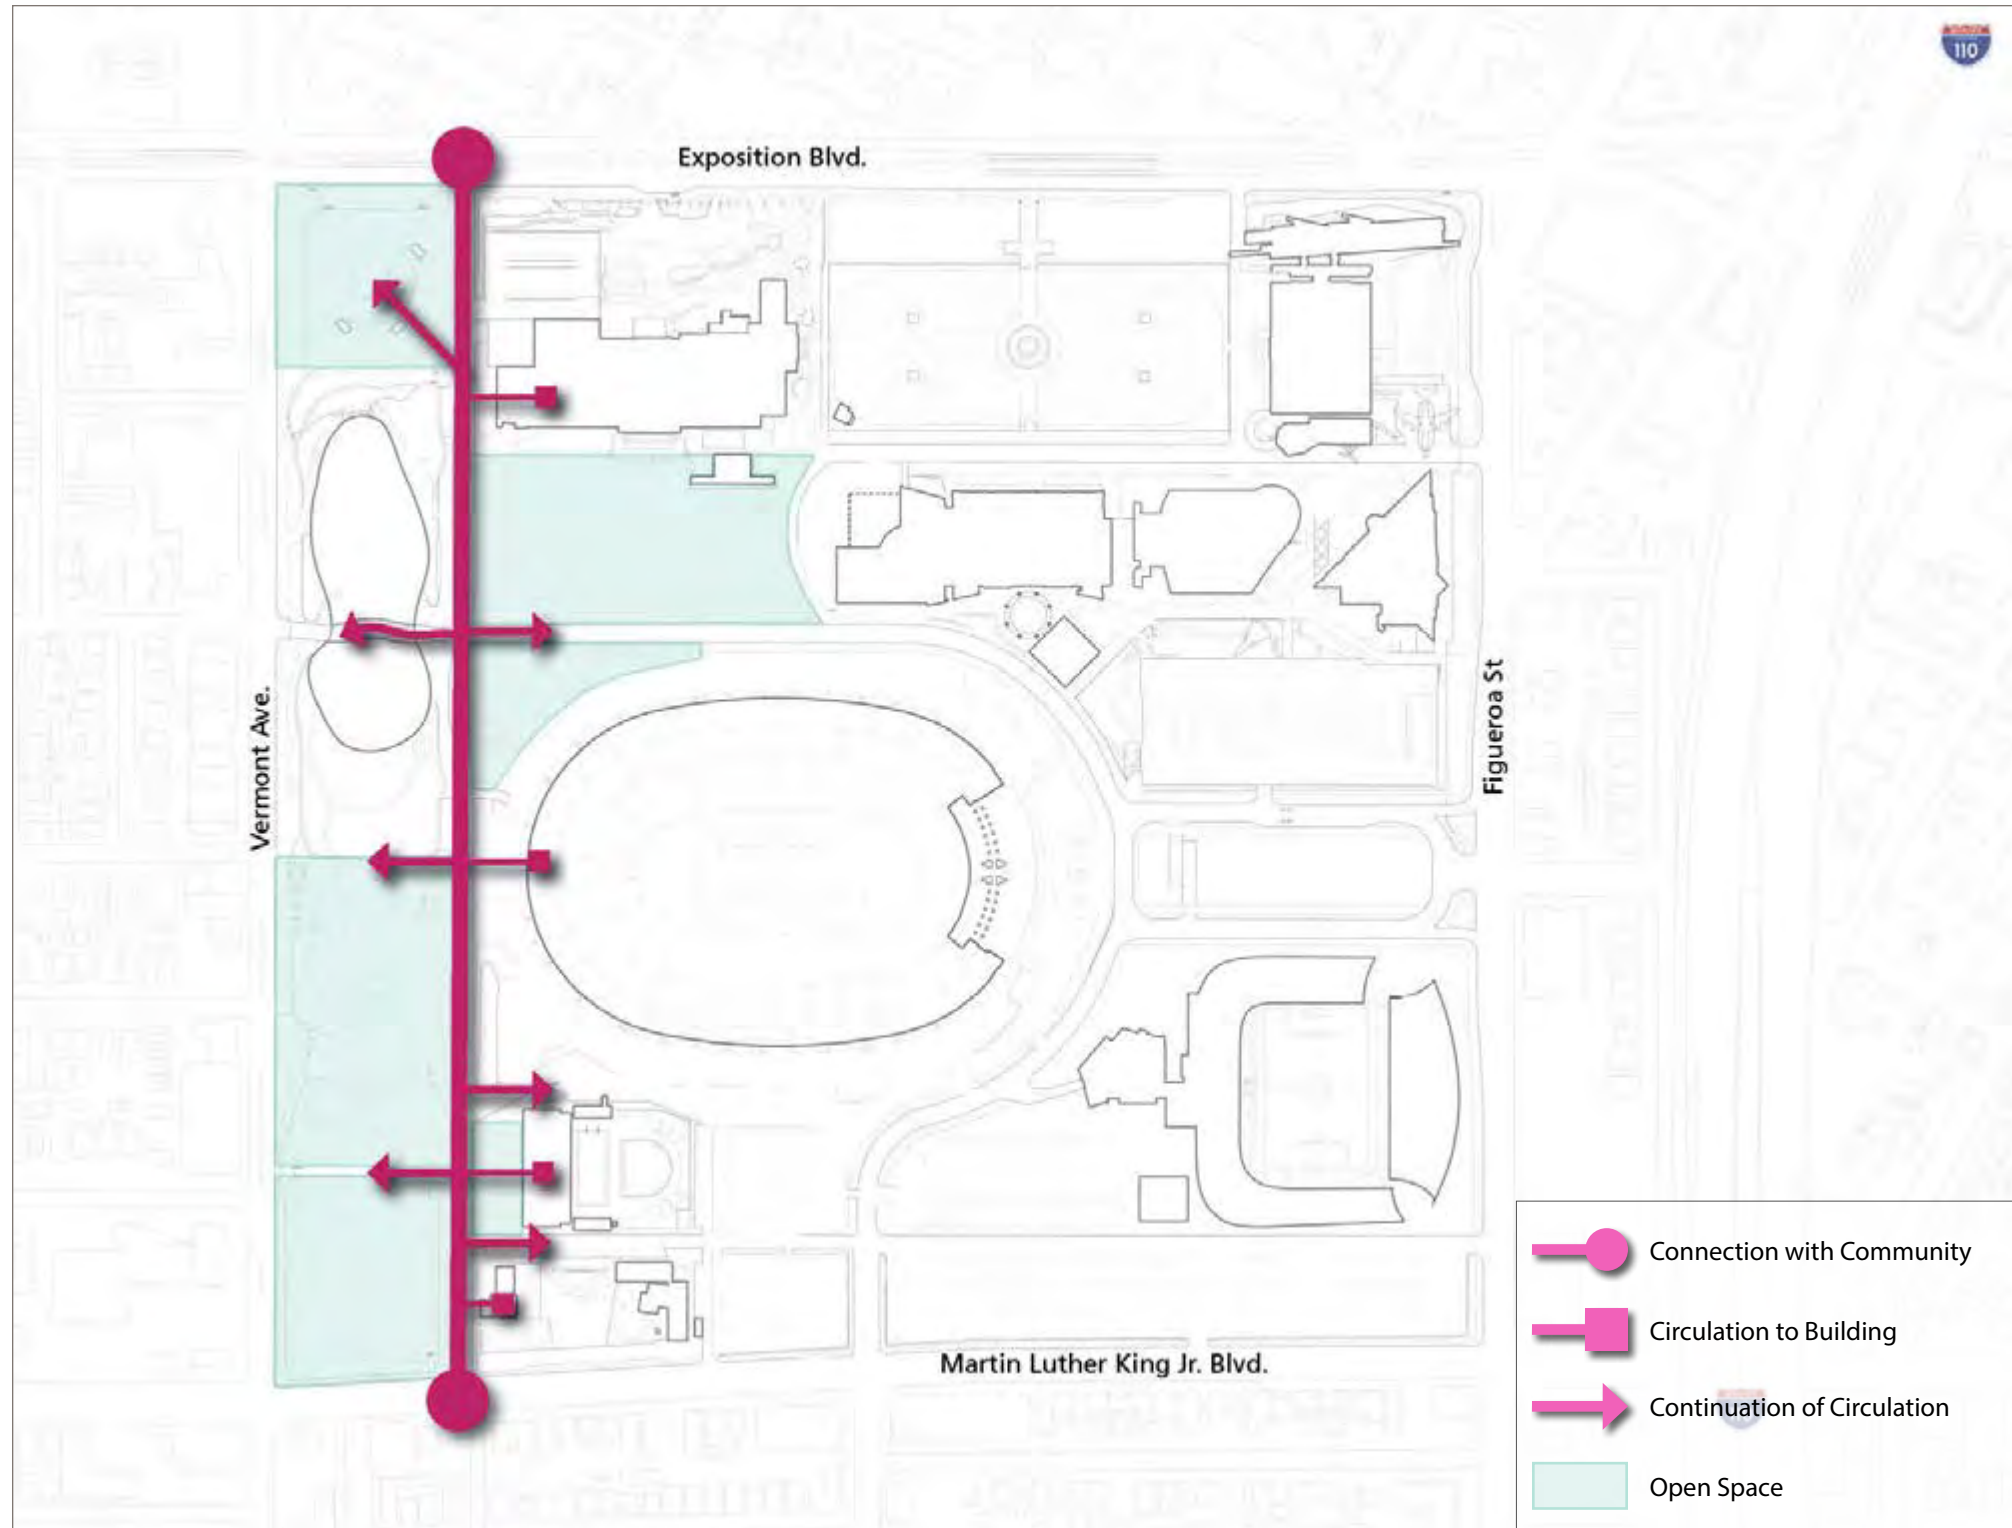 110
Exposition Blvd.
Vermont Ave.
Figueroa St
Martin Luther King Jr. Blvd.
Connection with Community
Circulation to Building
Continuation of Circulation
Open Space